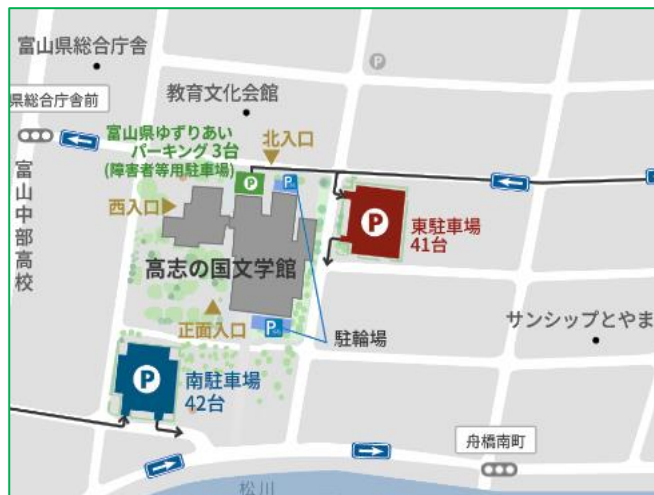 富山県総合庁舎
P
教育文化会館
県総合庁舎前
富山県ゆずりあい
パーキング 3台
(障害者等用駐車場)
北入口
富山中部高校
P
P
西入口
P
東駐車場
41台
高志の国文学館
正面入口
P
駐輪場
サンシップとやま
P
南駐車場
42台
舟橋南町
松川